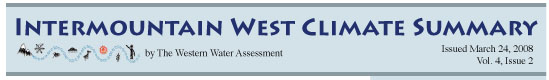 INTERMOUNTAIN WEST CLIMATE SUMMARY
by The Western Water Assessment
Issued March 24, 2008
Vol. 4, Issue 2